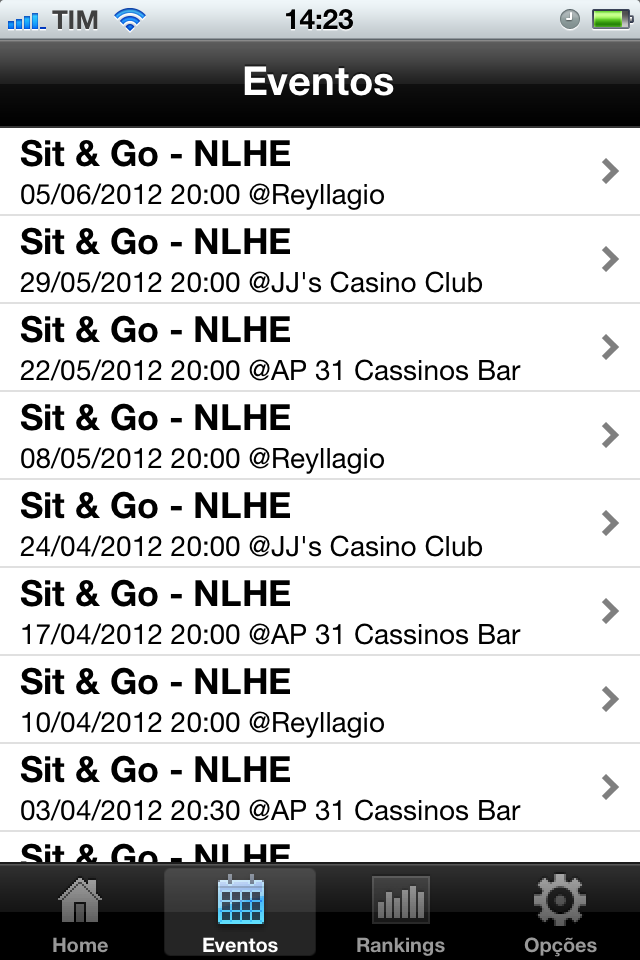 TIM 14:23
Eventos
Sit & Go - NLHE
05/06/2012 20:00 @Reyllagio
Sit & Go - NLHE
29/05/2012 20:00 @JJ's Casino Club
Sit & Go - NLHE
22/05/2012 20:00 @AP 31 Cassinos Bar
Sit & Go - NLHE
08/05/2012 20:00 @Reyllagio
Sit & Go - NLHE
24/04/2012 20:00 @JJ's Casino Club
Sit & Go - NLHE
17/04/2012 20:00 @AP 31 Cassinos Bar
Sit & Go - NLHE
10/04/2012 20:00 @Reyllagio
Sit & Go - NLHE
03/04/2012 20:30 @AP 31 Cassinos Bar
Sit & Go - NLHE
Home Eventos Rankings Opções